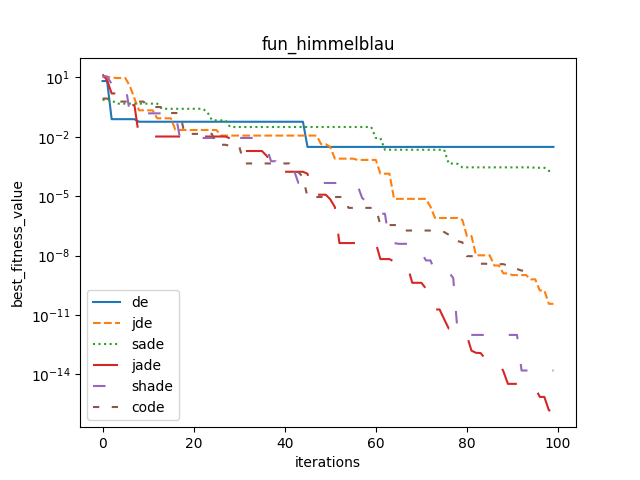 fun_himmelblau
best_fitness_value
10^1
10^−2
10^−5
10^−8
10^−11
10^−14
de
jde
sade
jade
shade
code
0 20 40 60 80 100
iterations